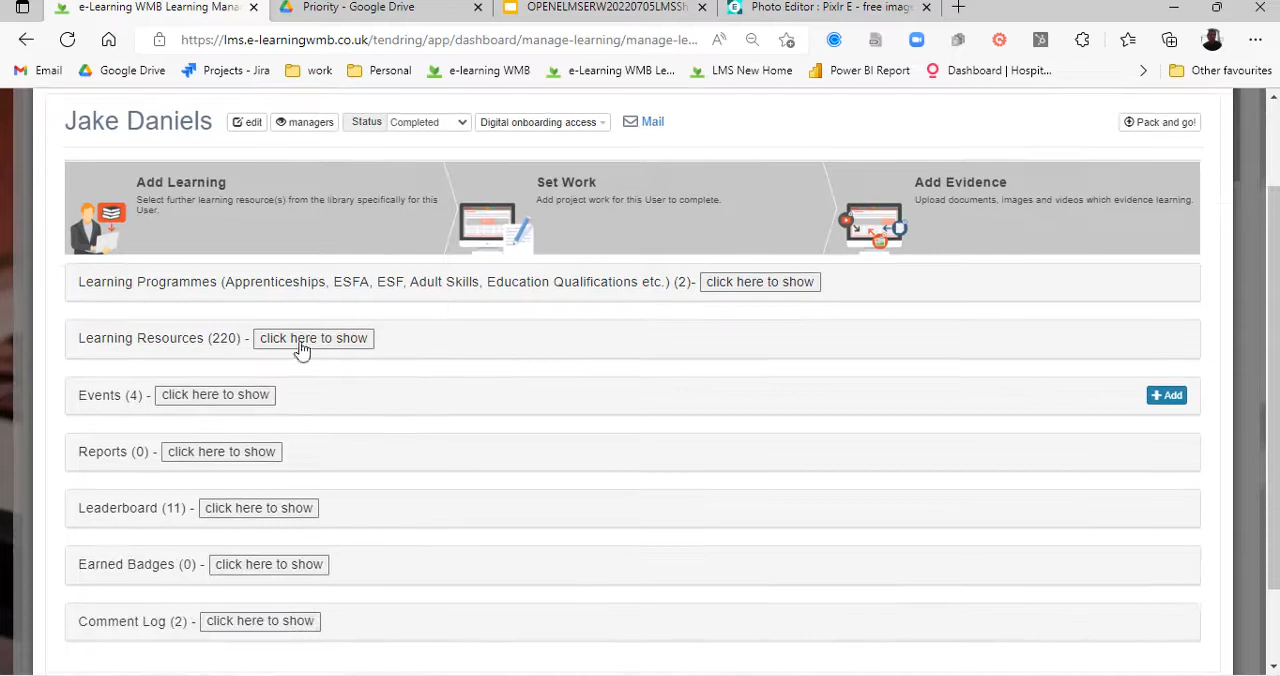 e-Learning WMB Learning Mana
Priority - Google Drive
OPENELMSERW20220705LMSSh
Photo Editor : Pixlr E - free imag
https://lms.e-learningwmb.co.uk/tendring/app/dashboard/manage-learning/manage-le...
Email
Google Drive
Projects - Jira
work
Personal
e-learning WMB
e-Learning WMB Le...
LMS New Home
Power BI Report
Dashboard | Hospit...
Other favourites
Jake Daniels
edit
managers
Status
Completed
Digital onboarding access
Mail
Pack and go!
Add Learning
Select further learning resource(s) from the library specifically for this
User.
Set Work
Add project work for this User to complete.
Add Evidence
Upload documents, images and videos which evidence learning.
Learning Programmes (Apprenticeships, ESFA, ESF, Adult Skills, Education Qualifications etc.) (2)- click here to show
Learning Resources (220) - click here to show
Events (4) - click here to show
+ Add
Reports (0) - click here to show
Leaderboard (11) - click here to show
Earned Badges (0) - click here to show
Comment Log (2) - click here to show